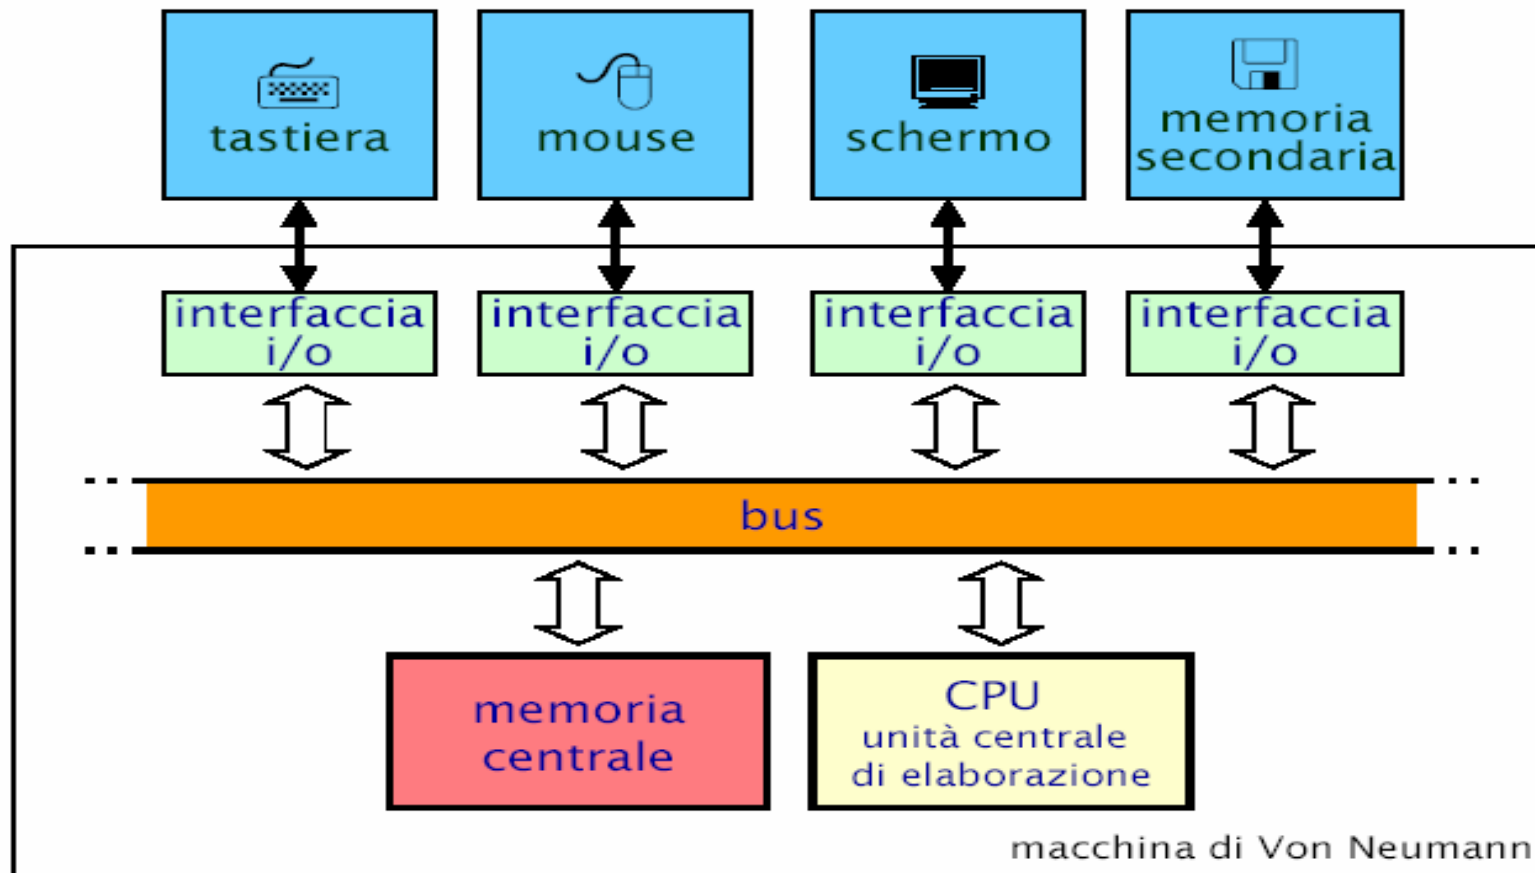 tastiera
mouse
schermo
memoria
secondaria
interfaccia
i/o
interfaccia
i/o
interfaccia
i/o
interfaccia
i/o
bus
memoria
centrale
CPU
unità centrale
di elaborazione
macchina di Von Neumann